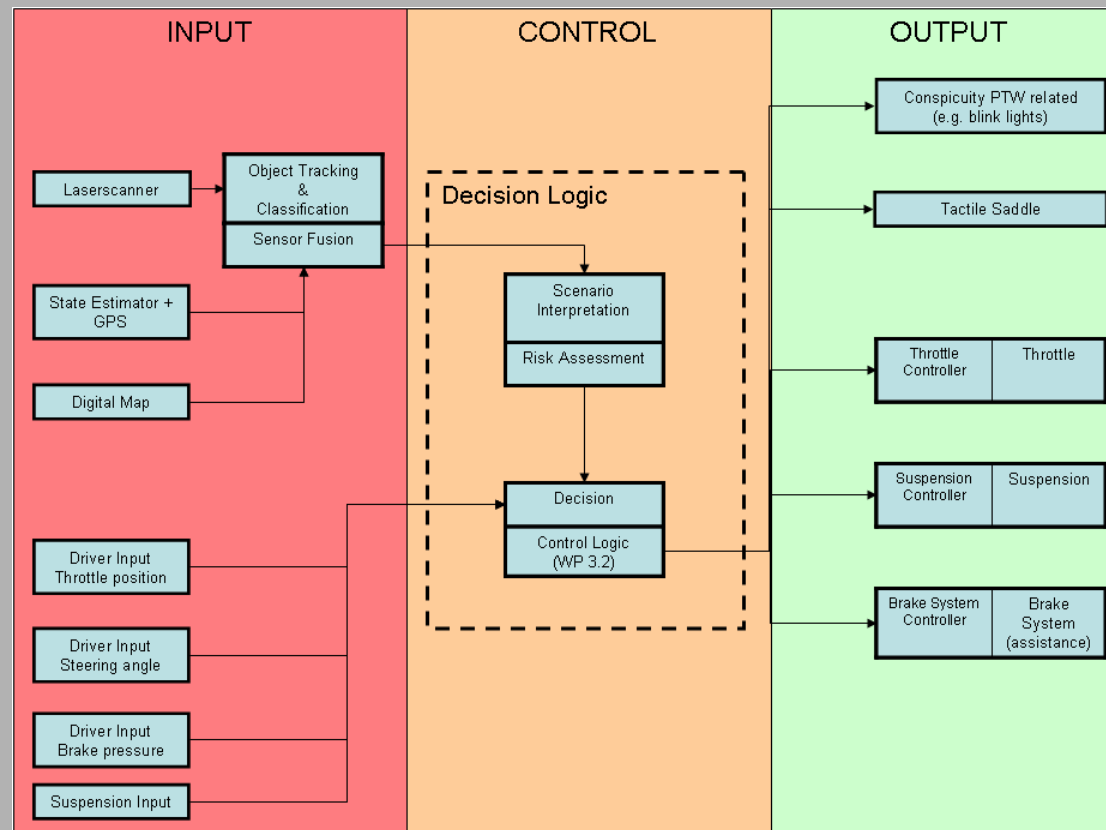 INPUT
CONTROL
OUTPUT
Laserscanner
Object Tracking
&
Classification
Sensor Fusion
State Estimator +
GPS
Digital Map
Driver Input
Throttle position
Driver Input
Steering angle
Driver Input
Brake pressure
Suspension Input
Decision Logic
Scenario
Interpretation
Risk Assessment
Decision
Control Logic
(WP 3.2)
Conspicuity PTW related
(e.g. blink lights)
Tactile Saddle
Throttle
Controller
Throttle
Suspension
Controller
Suspension
Brake System
Controller
Brake
System
(assistance)